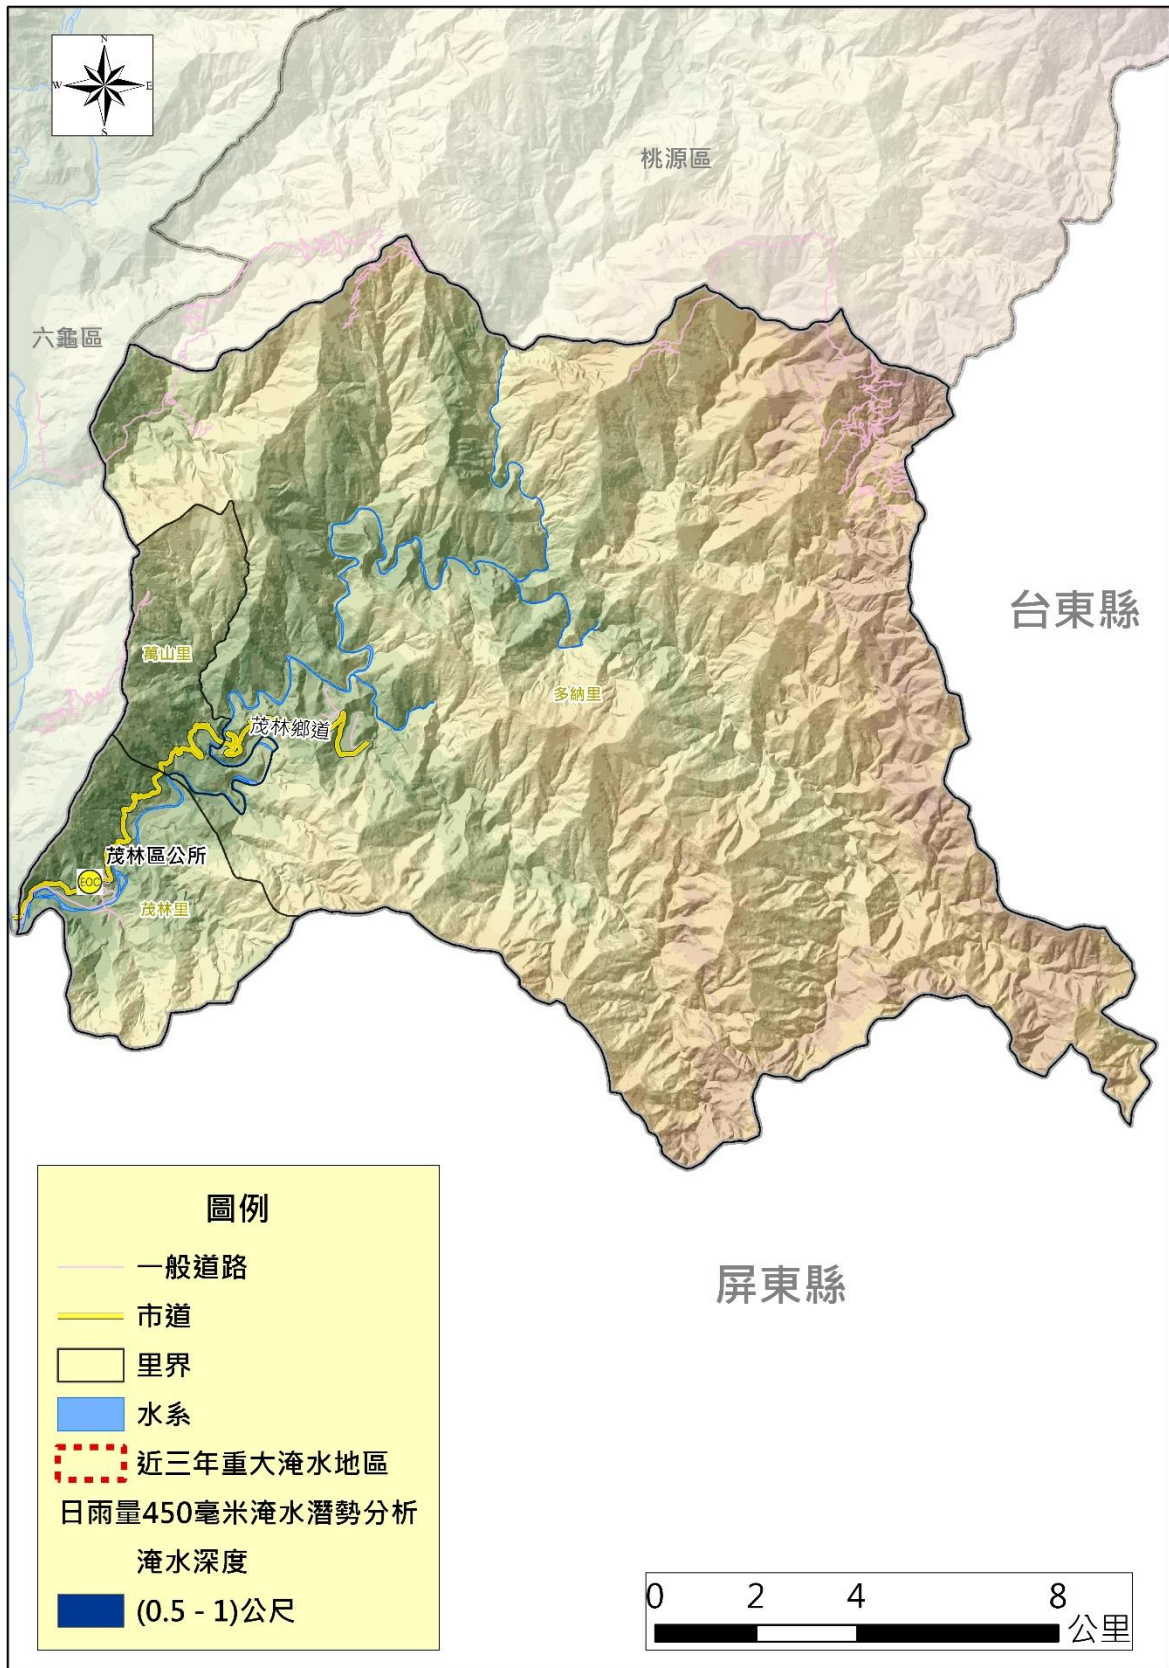 N
W
E
S
桃源區
六龜區
台東縣
萬山里
多納里
茂林鄉道
茂林區公所
EOC
茂林里
屏東縣
圖例
一般道路
市道
里界
水系
近三年重大淹水地區
日雨量450毫米淹水潛勢分析
淹水深度
(0.5 - 1)公尺
0 2 4 8
公里